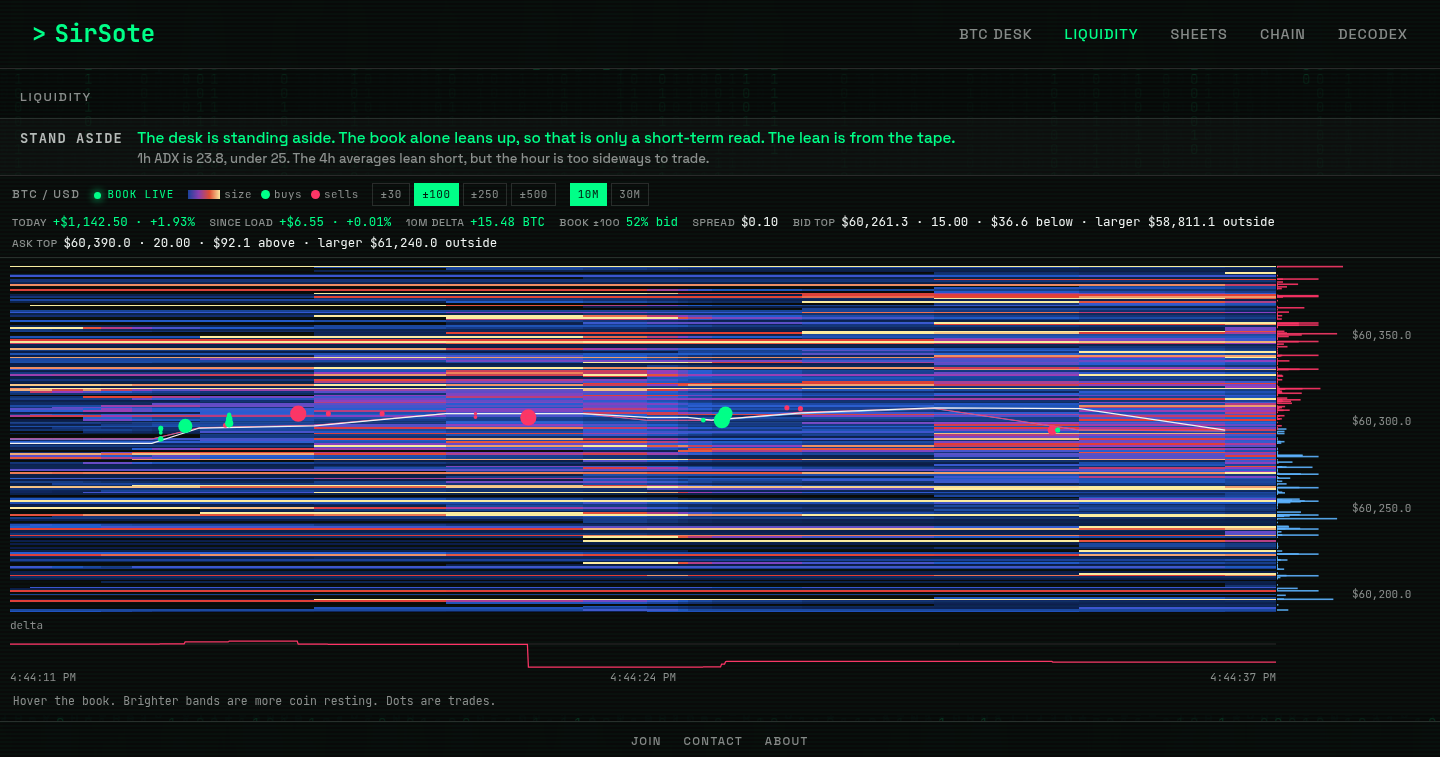 > SirSote
BTC DESK LIQUIDITY SHEETS CHAIN DECODEX
LIQUIDITY
STAND ASIDE The desk is standing aside. The book alone leans up, so that is only a short-term read. The lean is from the tape.
1h ADX is 23.8, under 25. The 4h averages lean short, but the hour is too sideways to trade.
BTC / USD BOOK LIVE size buys sells ±30 ±100 ±250 ±500 10M 30M
TODAY +$1,142.50 · +1.93% SINCE LOAD +$6.55 · +0.01% 10M DELTA +15.48 BTC BOOK ±100 52% bid SPREAD $0.10 BID TOP $60,261.3 · 15.00 · $36.6 below · larger $58,811.1 outside
ASK TOP $60,390.0 · 20.00 · $92.1 above · larger $61,240.0 outside
$60,350.0
$60,300.0
$60,250.0
$60,200.0
delta
4:44:11 PM 4:44:24 PM 4:44:37 PM
Hover the book. Brighter bands are more coin resting. Dots are trades.
JOIN CONTACT ABOUT